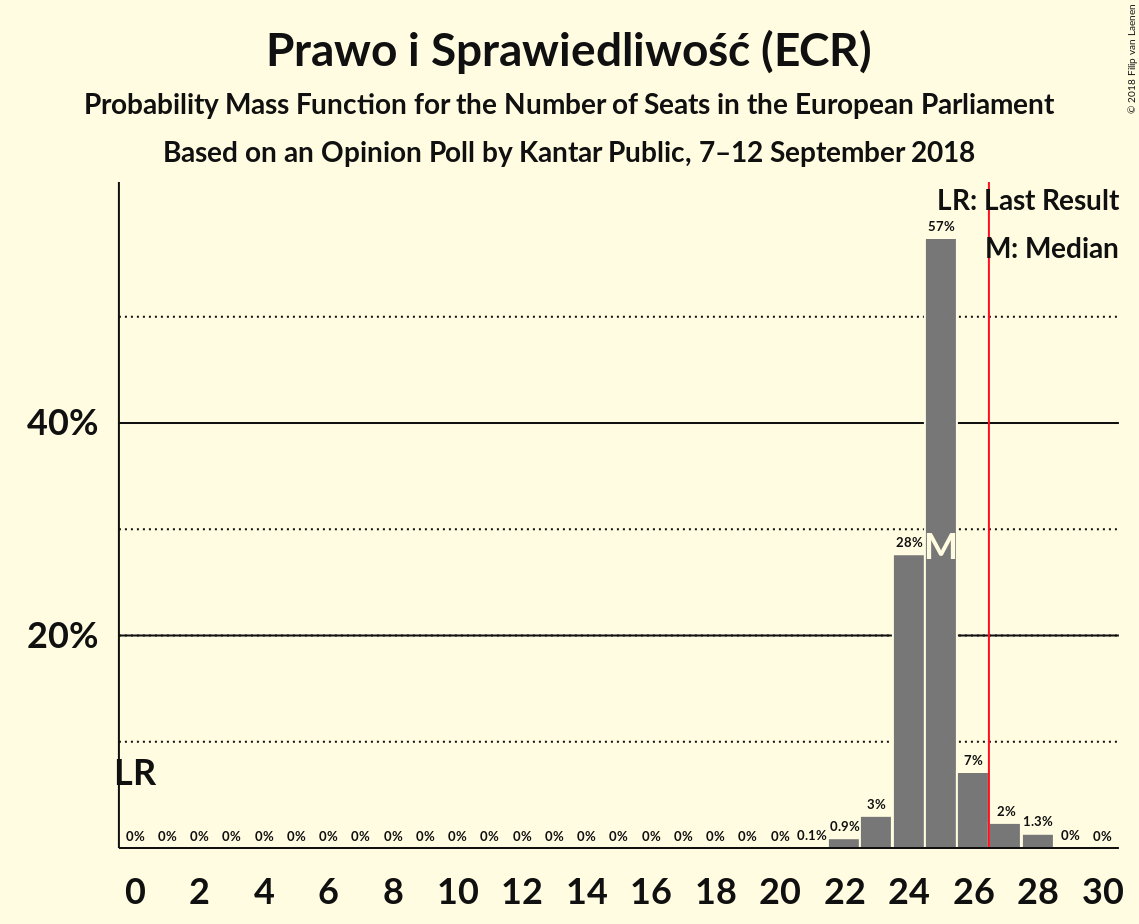 Prawo i Sprawiedliwość (ECR)
Probability Mass Function for the Number of Seats in the European Parliament
Based on an Opinion Poll by Kantar Public, 7–12 September 2018
© 2018 Filip van Laenen
LR: Last Result
M: Median
57%
40%
28%
M
20%
LR
7%
3%
2%
1.3%
0.9%
0% 0% 0% 0% 0% 0% 0% 0% 0% 0% 0% 0% 0% 0% 0% 0% 0% 0% 0% 0% 0% 0.1% 0% 0%
0 2 4 6 8 10 12 14 16 18 20 22 24 26 28 30